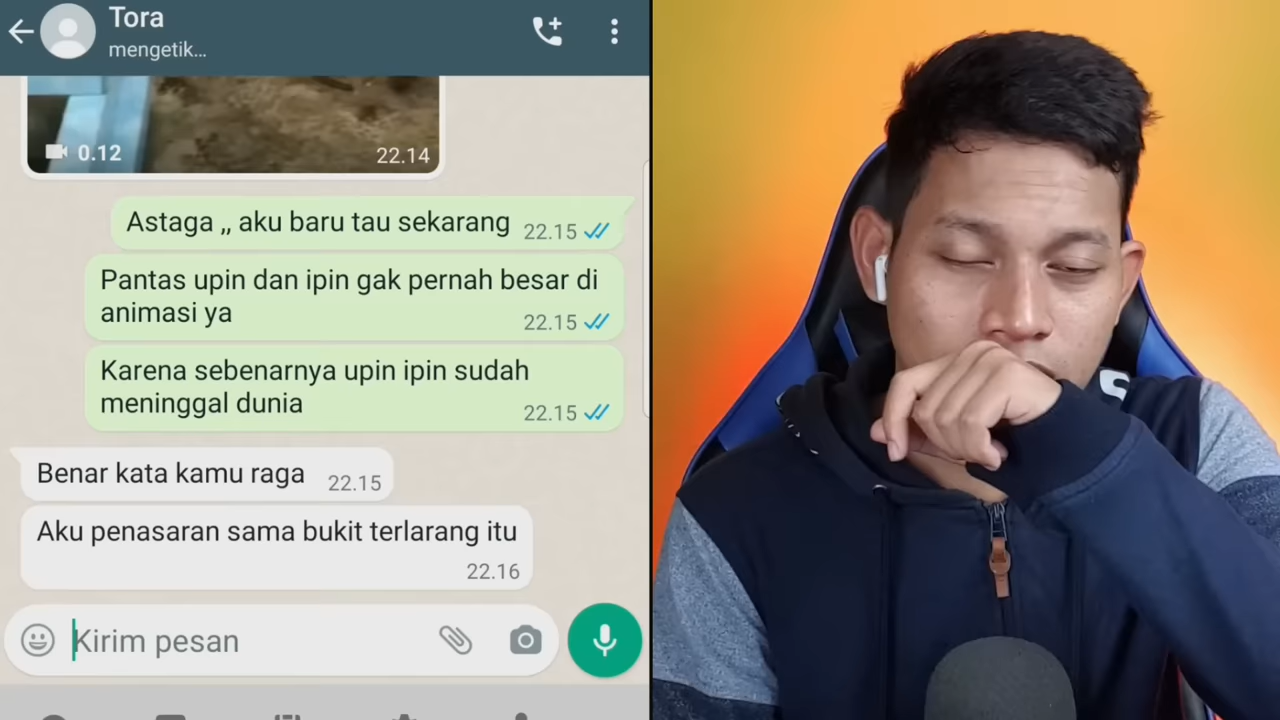 Tora
mengetik...
0.12
22.14
Astaga ,, aku baru tau sekarang
22.15
Pantas upin dan ipin gak pernah besar di
animasi ya
22.15
Karena sebenarnya upin ipin sudah
meninggal dunia
22.15
Benar kata kamu raga
22.15
Aku penasaran sama bukit terlarang itu
22.16
Kirim pesan